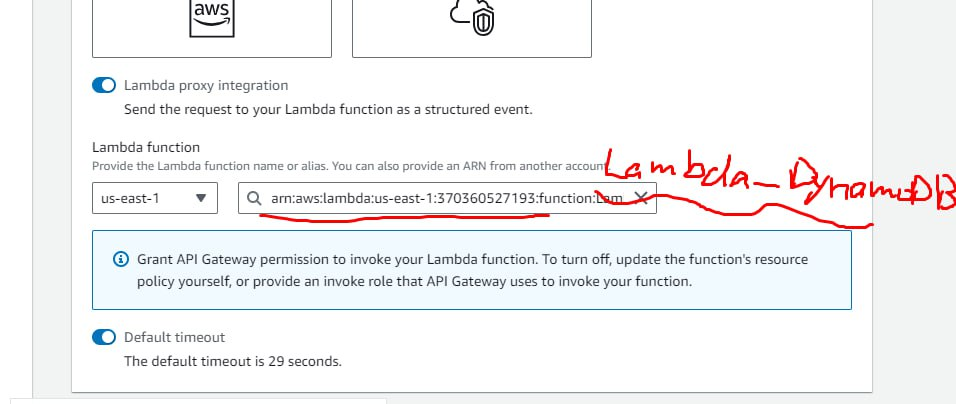 aws
Lambda proxy integration
Send the request to your Lambda function as a structured event.
Lambda function
Provide the Lambda function name or alias. You can also provide an ARN from another account.
Lambda_DynamoDB
us-east-1
arn:aws:lambda:us-east-1:370360527193:function:Lam
Grant API Gateway permission to invoke your Lambda function. To turn off, update the function's resource
policy yourself, or provide an invoke role that API Gateway uses to invoke your function.
Default timeout
The default timeout is 29 seconds.